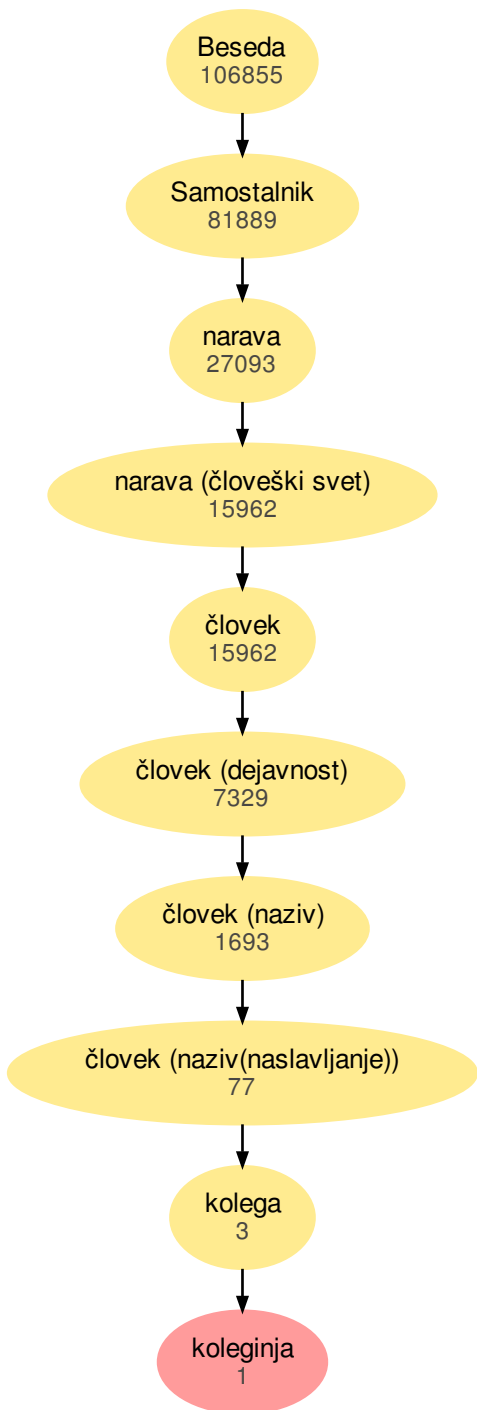 Beseda
106855
Samostalnik
81889
narava
27093
narava (človeški svet)
15962
človek
15962
človek (dejavnost)
7329
človek (naziv)
1693
človek (naziv(naslavljanje))
77
kolega
3
koleginja
1